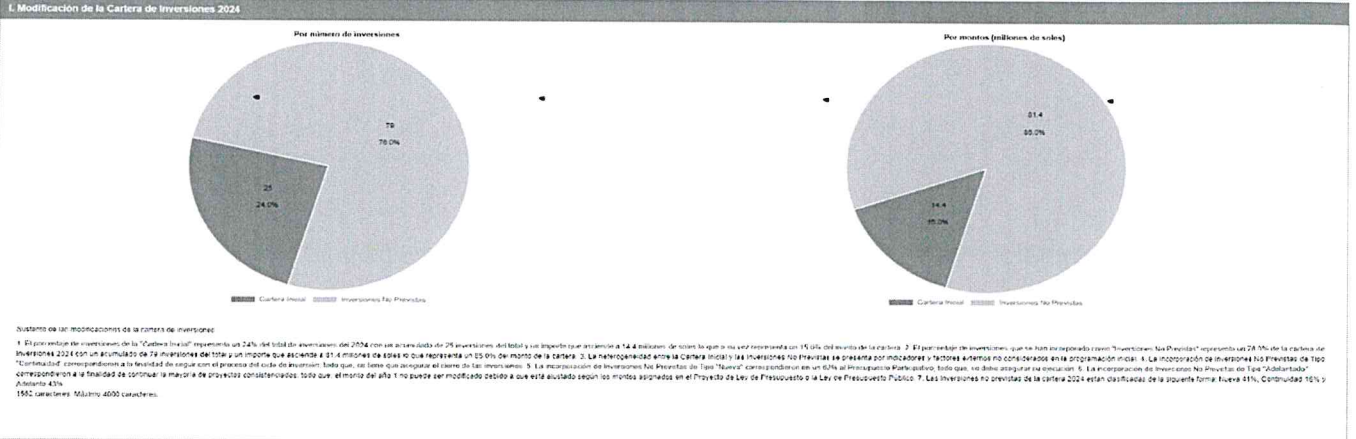 I. Modificación de la Cartera de Inversiones 2024
Por número de inversiones
Por montos (millones de soles)
79
76.0%
25
24.0%
81.4
85.0%
14.4
15.0%
Cartera Inicial Inversiones No Previstas
Cartera Inicial Inversiones No Previstas
Sustento de las modificaciones de la cartera de inversiones
1. El porcentaje de inversiones de la "Cartera Inicial" representa un 24% del total de inversiones del 2024 con un acumulado de 25 inversiones del total y un importe que asciende a 14.4 millones de soles lo que a su vez representa un 15.0% del monto de la cartera. 2. El porcentaje de inversiones que se han incorporado como "Inversiones No Previstas" representa un 76.0% de la cartera de
Inversiones 2024 con un acumulado de 79 inversiones del total y un importe que asciende a 81.4 millones de soles lo que representa un 85.0% del monto de la cartera. 3. La heterogeneidad entre la Cartera Inicial y las Inversiones No Previstas se presenta por indicadores y factores externos no considerados en la programación inicial. 4. La incorporación de Inversiones No Previstas de Tipo
"Continuidad" correspondieron a la finalidad de seguir con el proceso del ciclo de inversión, todo que, se tiene que asegurar el cierre de las inversiones. 5. La incorporación de Inversiones No Previstas de Tipo "Nueva" correspondieron en un 62% al Presupuesto Participativo, todo que, se debe asegurar su ejecución. 6. La incorporación de Inversiones No Previstas de Tipo "Adelantado"
correspondieron a la finalidad de continuar la mayoría de proyectos consistenciados, todo que, el monto del año 1 no puede ser modificado debido a que está ajustado según los montos asignados en el Proyecto de Ley de Presupuesto o la Ley de Presupuesto Público. 7. Las Inversiones no previstas de la cartera 2024 están clasificadas de la siguiente forma: Nueva 41%, Continuidad 16% y
Adelanto 43%
1562 caracteres. Máximo 4000 caracteres.